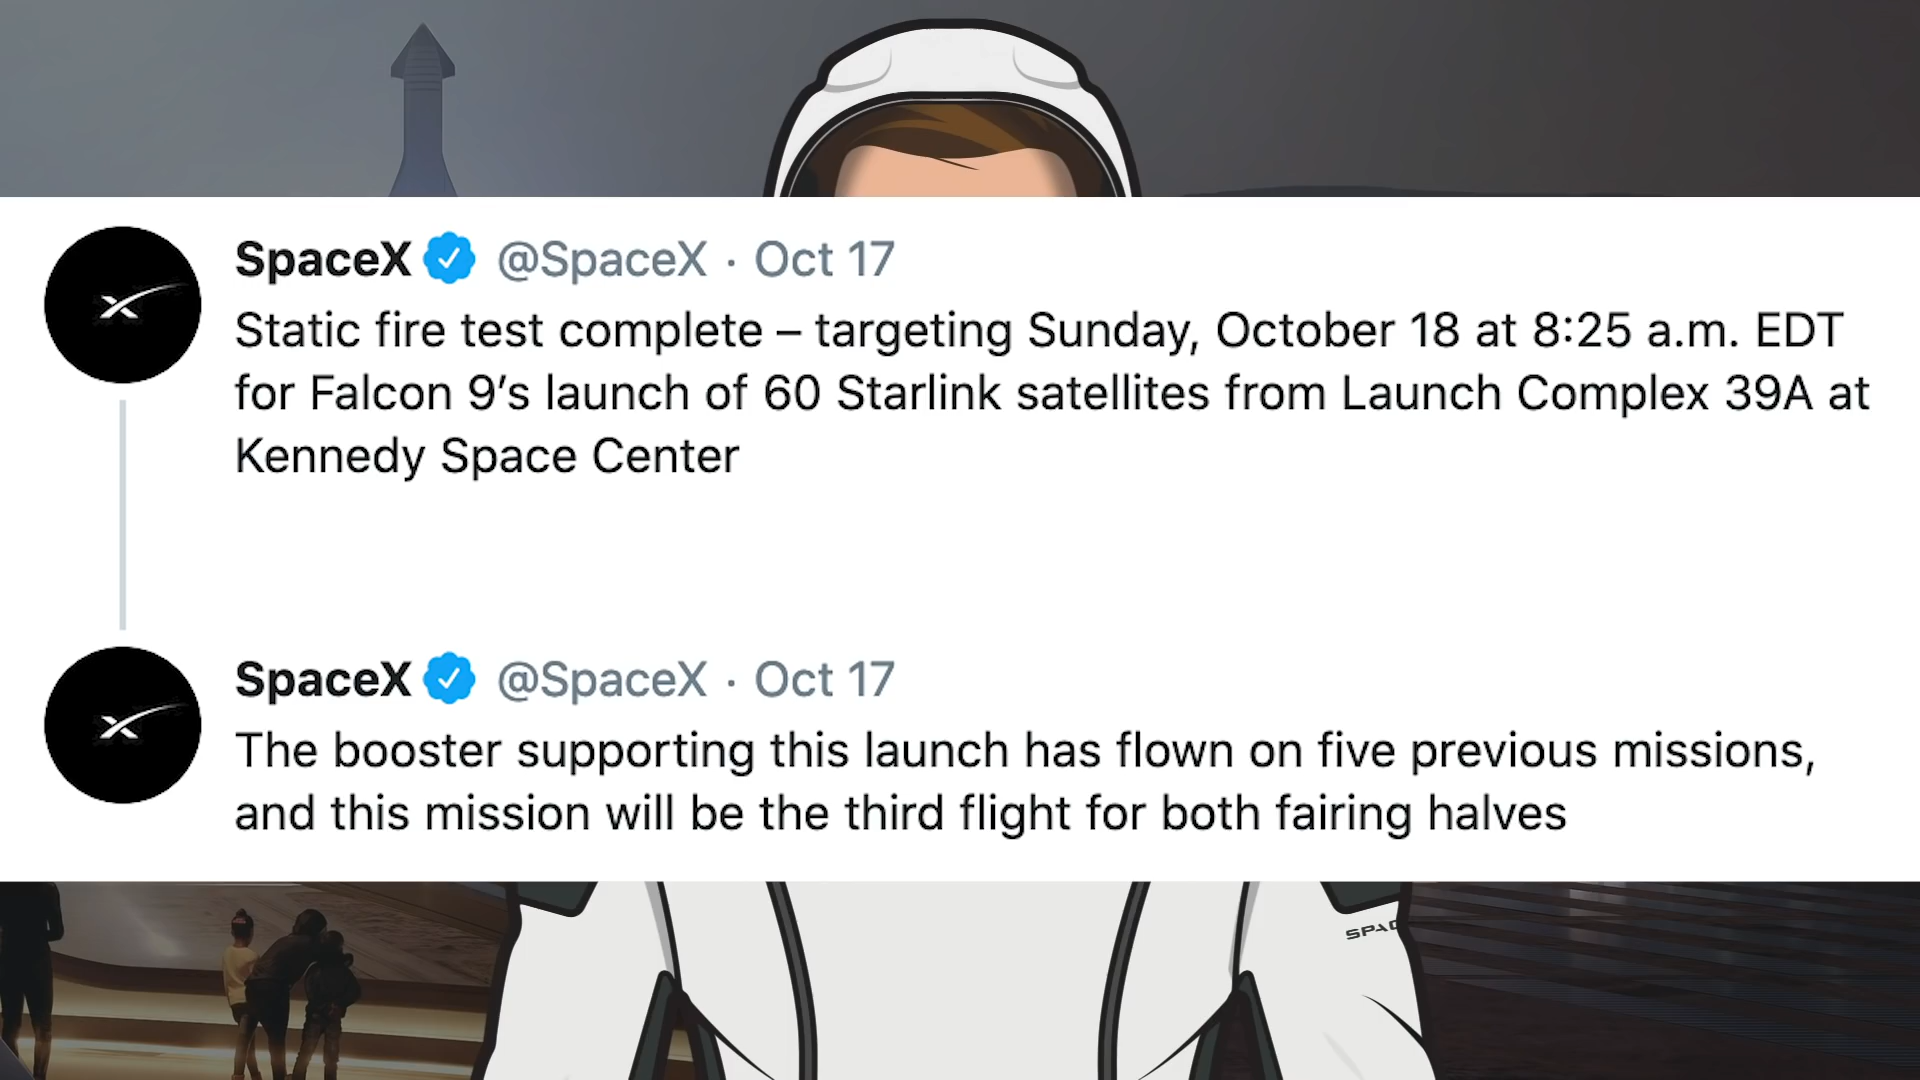 SpaceX @SpaceX · Oct 17
Static fire test complete – targeting Sunday, October 18 at 8:25 a.m. EDT
for Falcon 9’s launch of 60 Starlink satellites from Launch Complex 39A at
Kennedy Space Center
SpaceX @SpaceX · Oct 17
The booster supporting this launch has flown on five previous missions,
and this mission will be the third flight for both fairing halves
SPAC